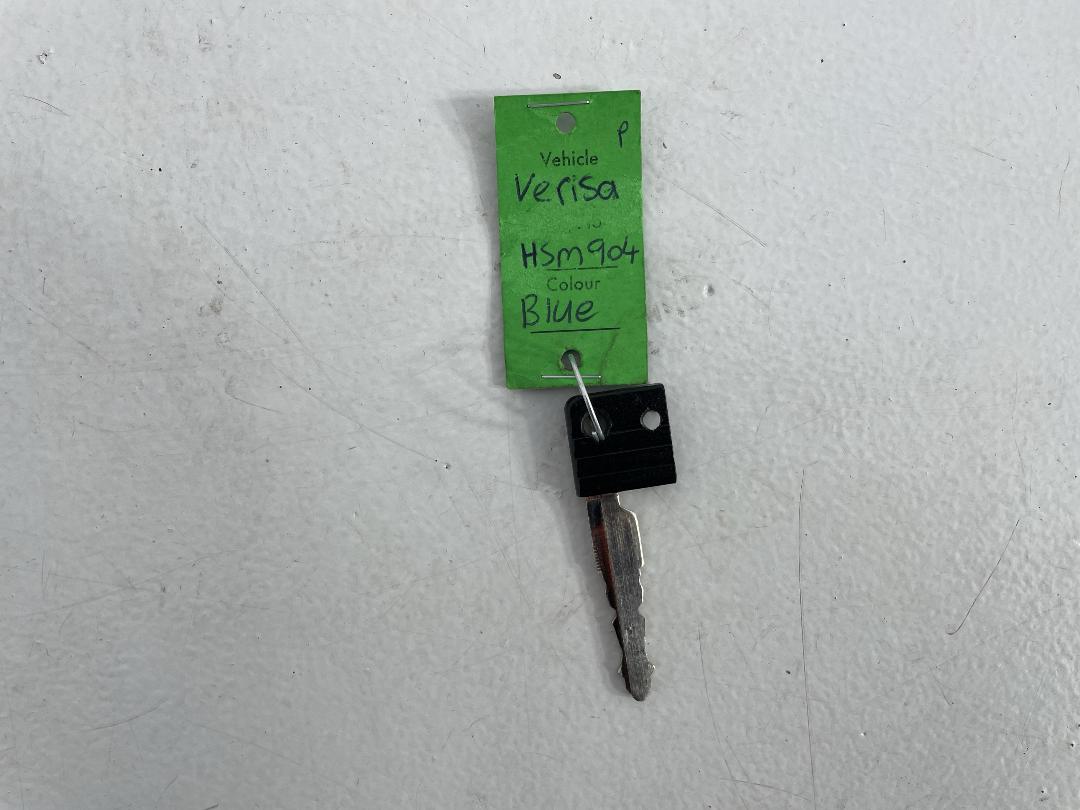 P
Vehicle
Verisa
HSM904
Colour
Blue